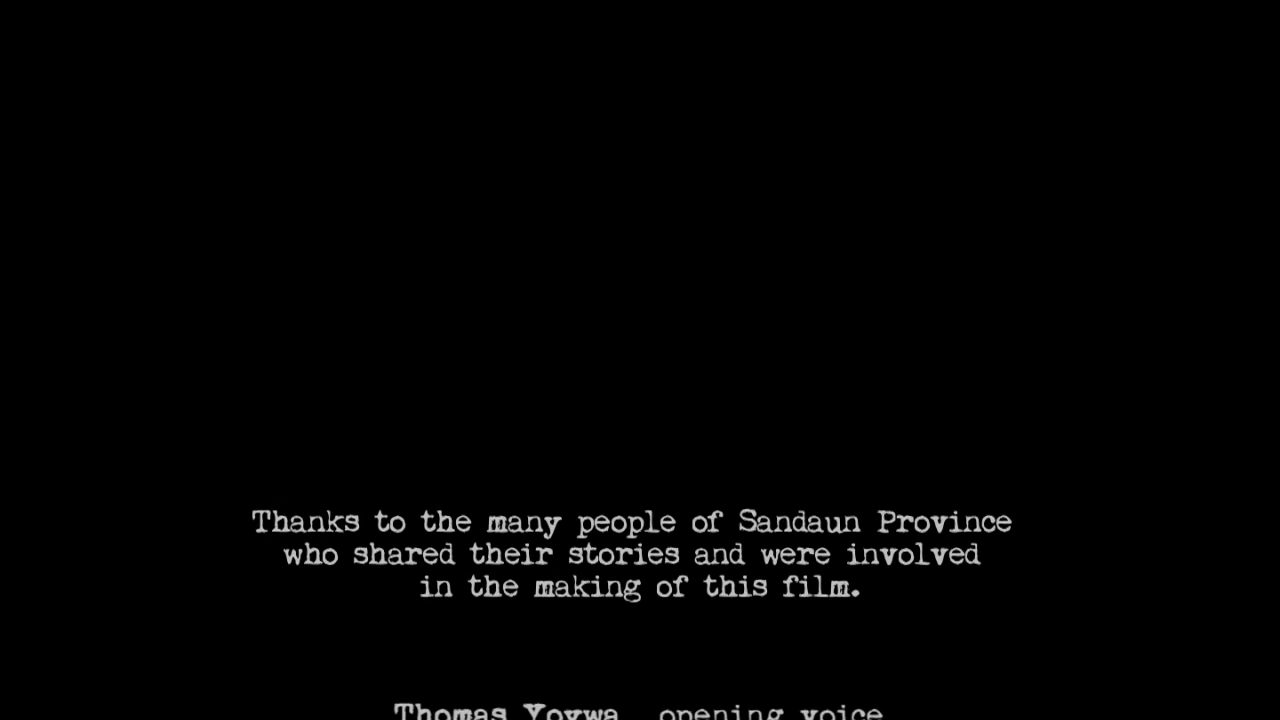 Thanks to the many people of Sandaun Province
who shared their stories and were involved
in the making of this film.
Thomas opening voice